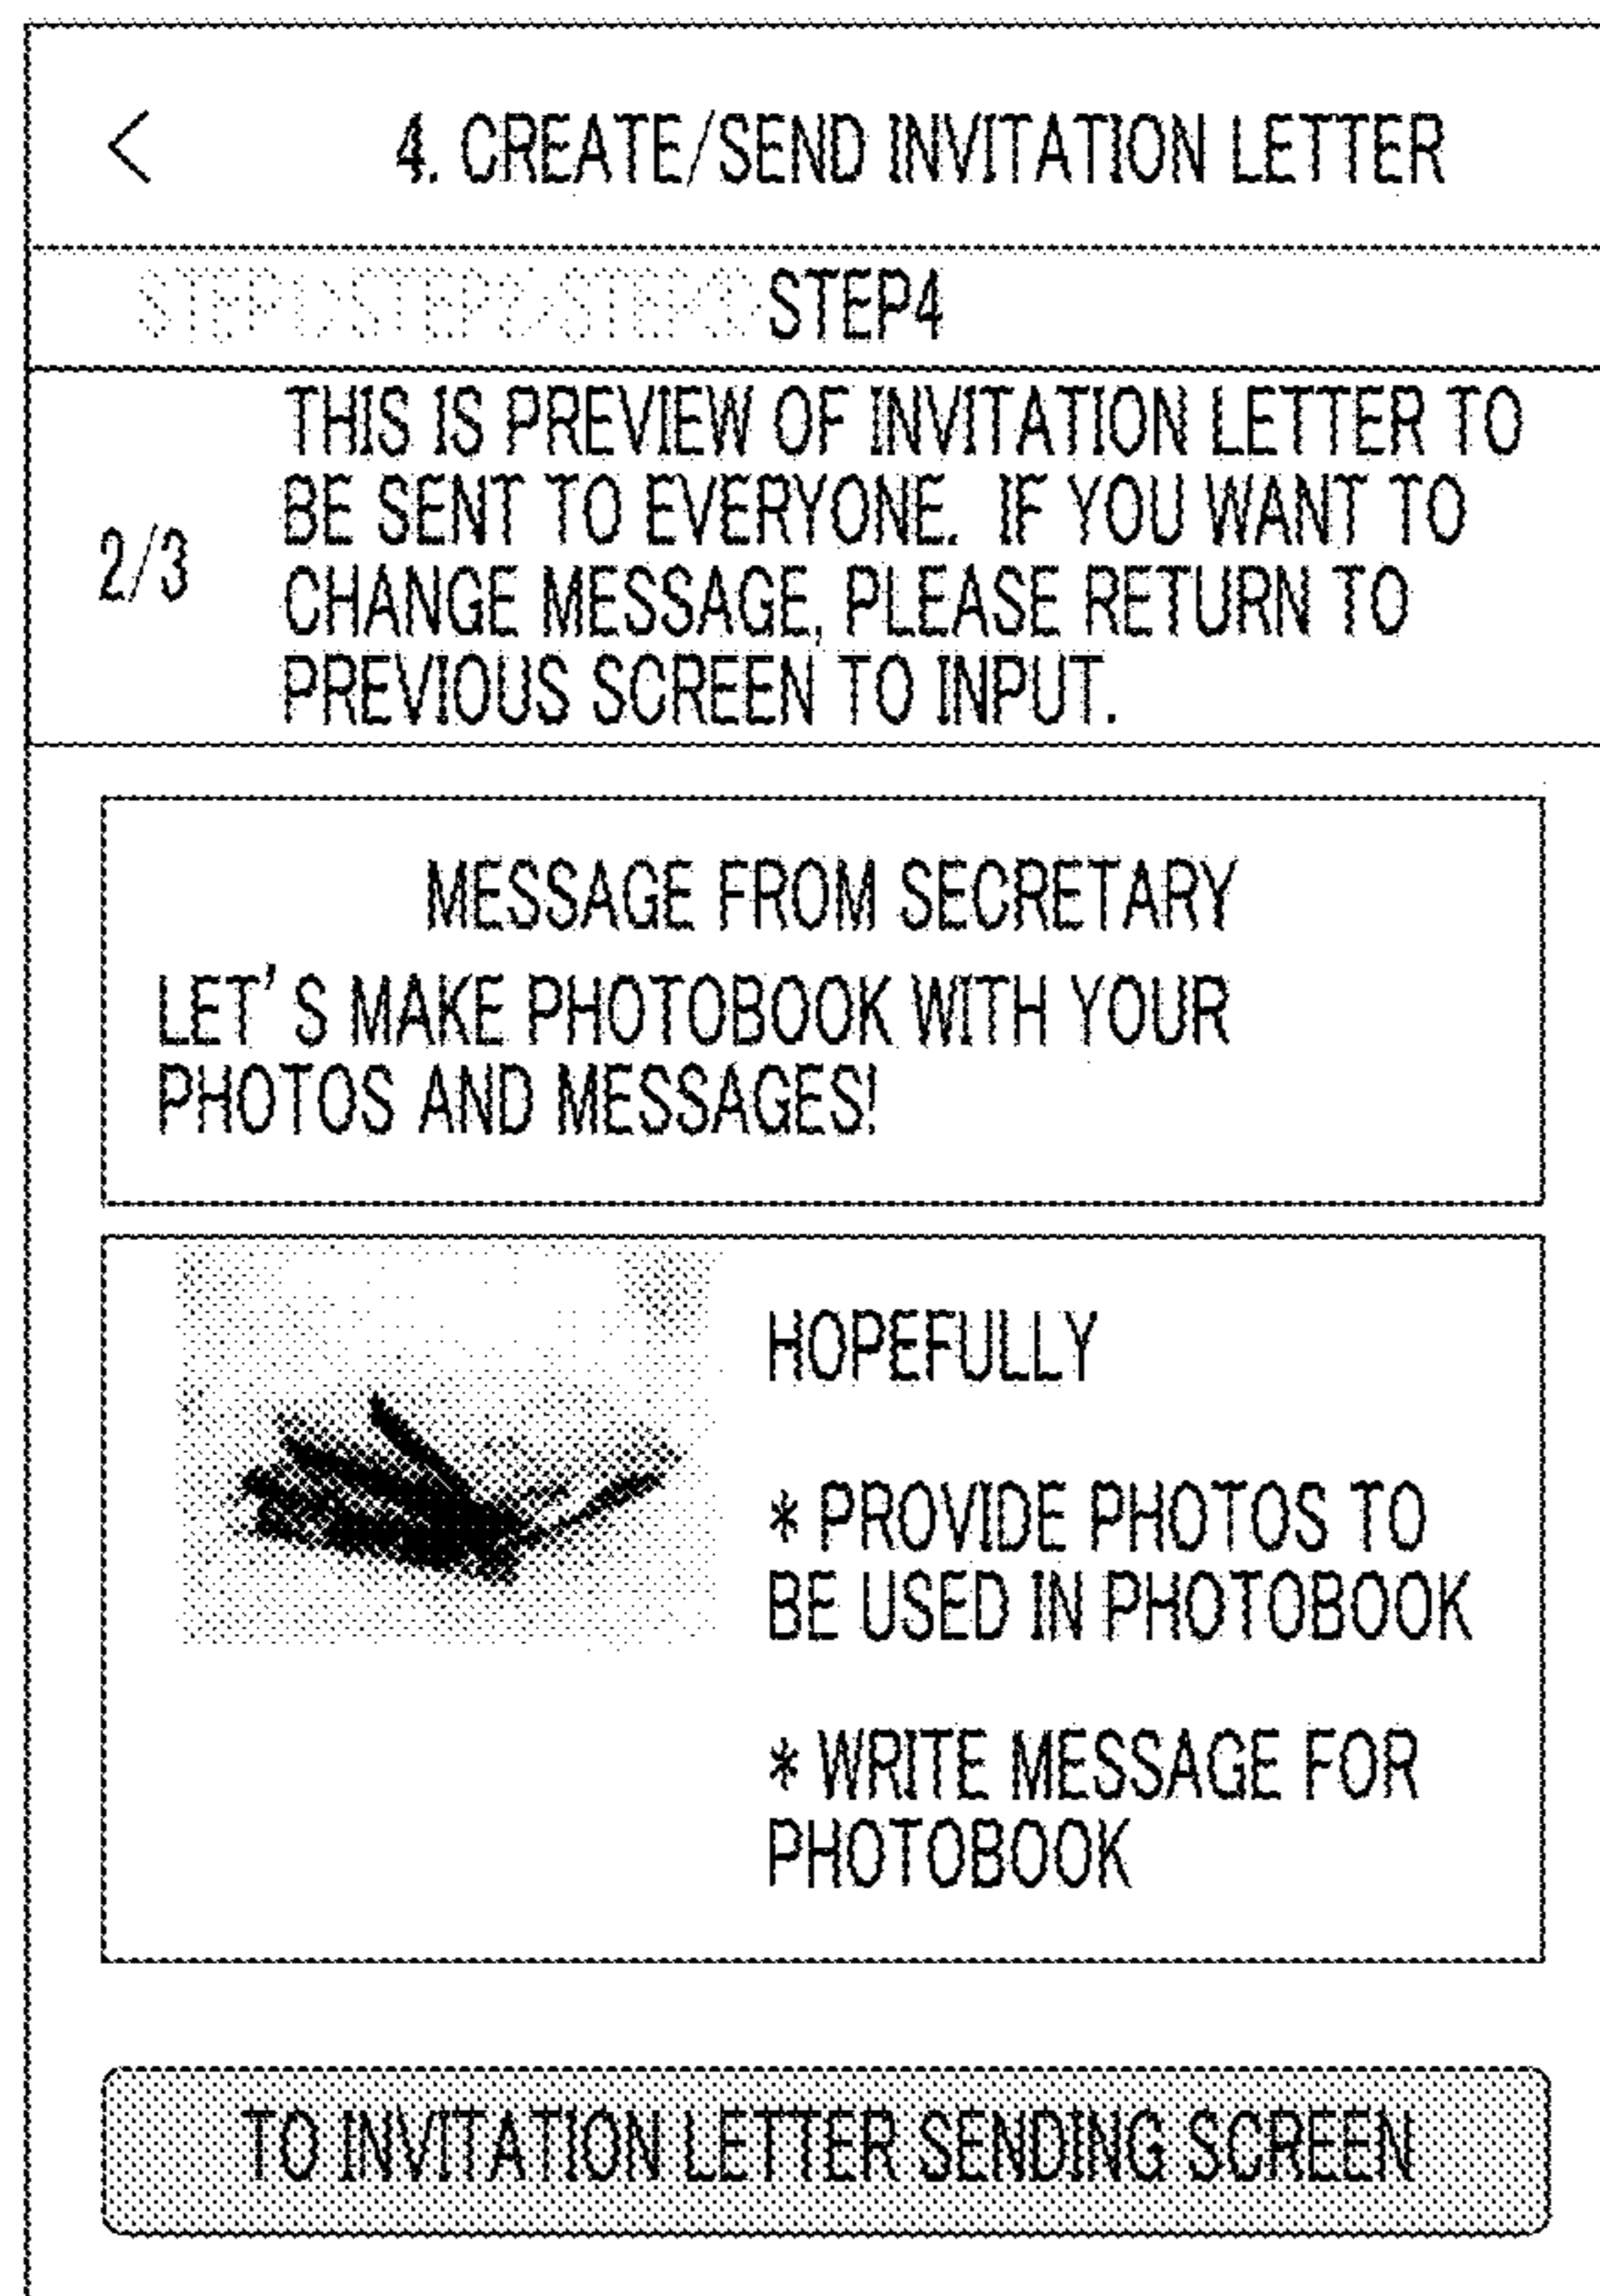 < 4. CREATE/SEND INVITATION LETTER
STEP1>STEP2>STEP3>STEP4
2/3
THIS IS PREVIEW OF INVITATION LETTER TO
BE SENT TO EVERYONE. IF YOU WANT TO
CHANGE MESSAGE, PLEASE RETURN TO
PREVIOUS SCREEN TO INPUT.
MESSAGE FROM SECRETARY
LET'S MAKE PHOTOBOOK WITH YOUR
PHOTOS AND MESSAGES!
HOPEFULLY
* PROVIDE PHOTOS TO
BE USED IN PHOTOBOOK
* WRITE MESSAGE FOR
PHOTOBOOK
TO INVITATION LETTER SENDING SCREEN